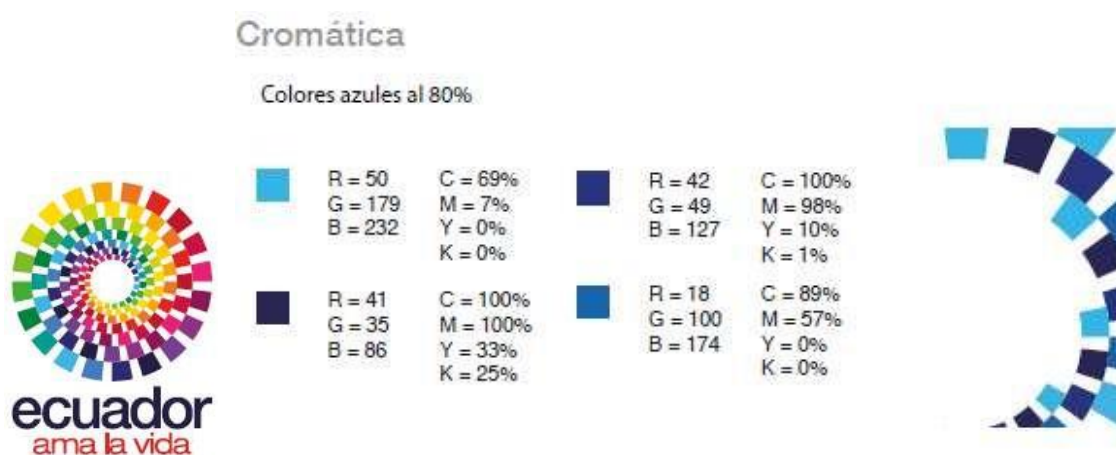 Cromática
Colores azules al 80%
R = 50
G = 179
B = 232
C = 69%
M = 7%
Y = 0%
K = 0%
R = 42
G = 49
B = 127
C = 100%
M = 98%
Y = 10%
K = 1%
R = 41
G = 35
B = 86
C = 100%
M = 100%
Y = 33%
K = 25%
R = 18
G = 100
B = 174
C = 89%
M = 57%
Y = 0%
K = 0%
ecuador
ama la vida